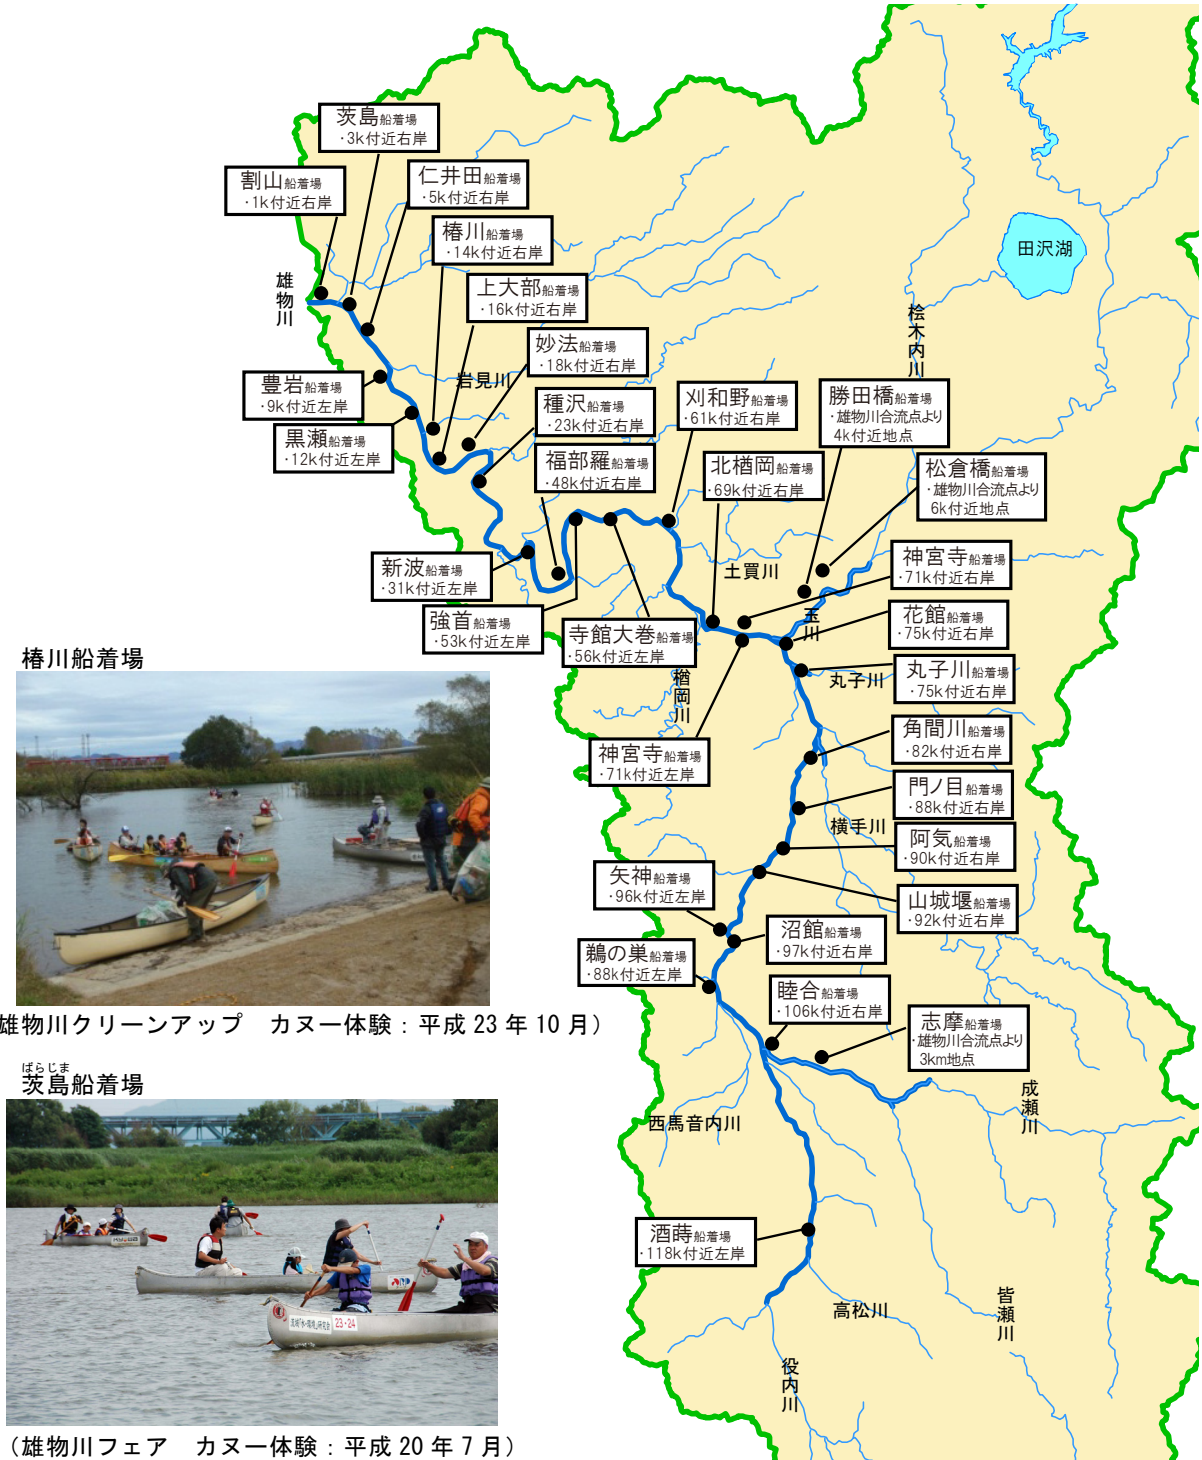 茨島船着場
・3k付近右岸
割山船着場
・1k付近右岸
仁井田船着場
・5k付近右岸
椿川船着場
・14k付近右岸
上大部船着場
・16k付近右岸
妙法船着場
・18k付近右岸
雄物川
岩見川
田沢湖
桧木内川
豊岩船着場
・9k付近左岸
黒瀬船着場
・12k付近左岸
種沢船着場
・23k付近右岸
福部羅船着場
・48k付近右岸
刈和野船着場
・61k付近右岸
北楢岡船着場
・69k付近右岸
勝田橋船着場
・雄物川合流点より
4k付近地点
松倉橋船着場
・雄物川合流点より
6k付近地点
新波船着場
・31k付近左岸
強首船着場
・53k付近左岸
寺館大巻船着場
・56k付近左岸
土買川
玉川
神宮寺船着場
・71k付近右岸
花館船着場
・75k付近右岸
丸子川
丸子川船着場
・75k付近右岸
楢岡川
神宮寺船着場
・71k付近左岸
角間川船着場
・82k付近右岸
門ノ目船着場
・88k付近右岸
横手川
阿気船着場
・90k付近右岸
矢神船着場
・96k付近左岸
山城堰船着場
・92k付近右岸
沼館船着場
・97k付近右岸
鵜の巣船着場
・88k付近左岸
睦合船着場
・106k付近右岸
志摩船着場
・雄物川合流点より
3km地点
成瀬川
西馬音内川
酒蒔船着場
・118k付近左岸
高松川
皆瀬川
役内川
椿川船着場
雄物川クリーンアップ　カヌー体験：平成 23 年 10 月）
ばらじま
茨島船着場
23・24
（雄物川フェア　カヌー体験：平成 20 年 7 月）